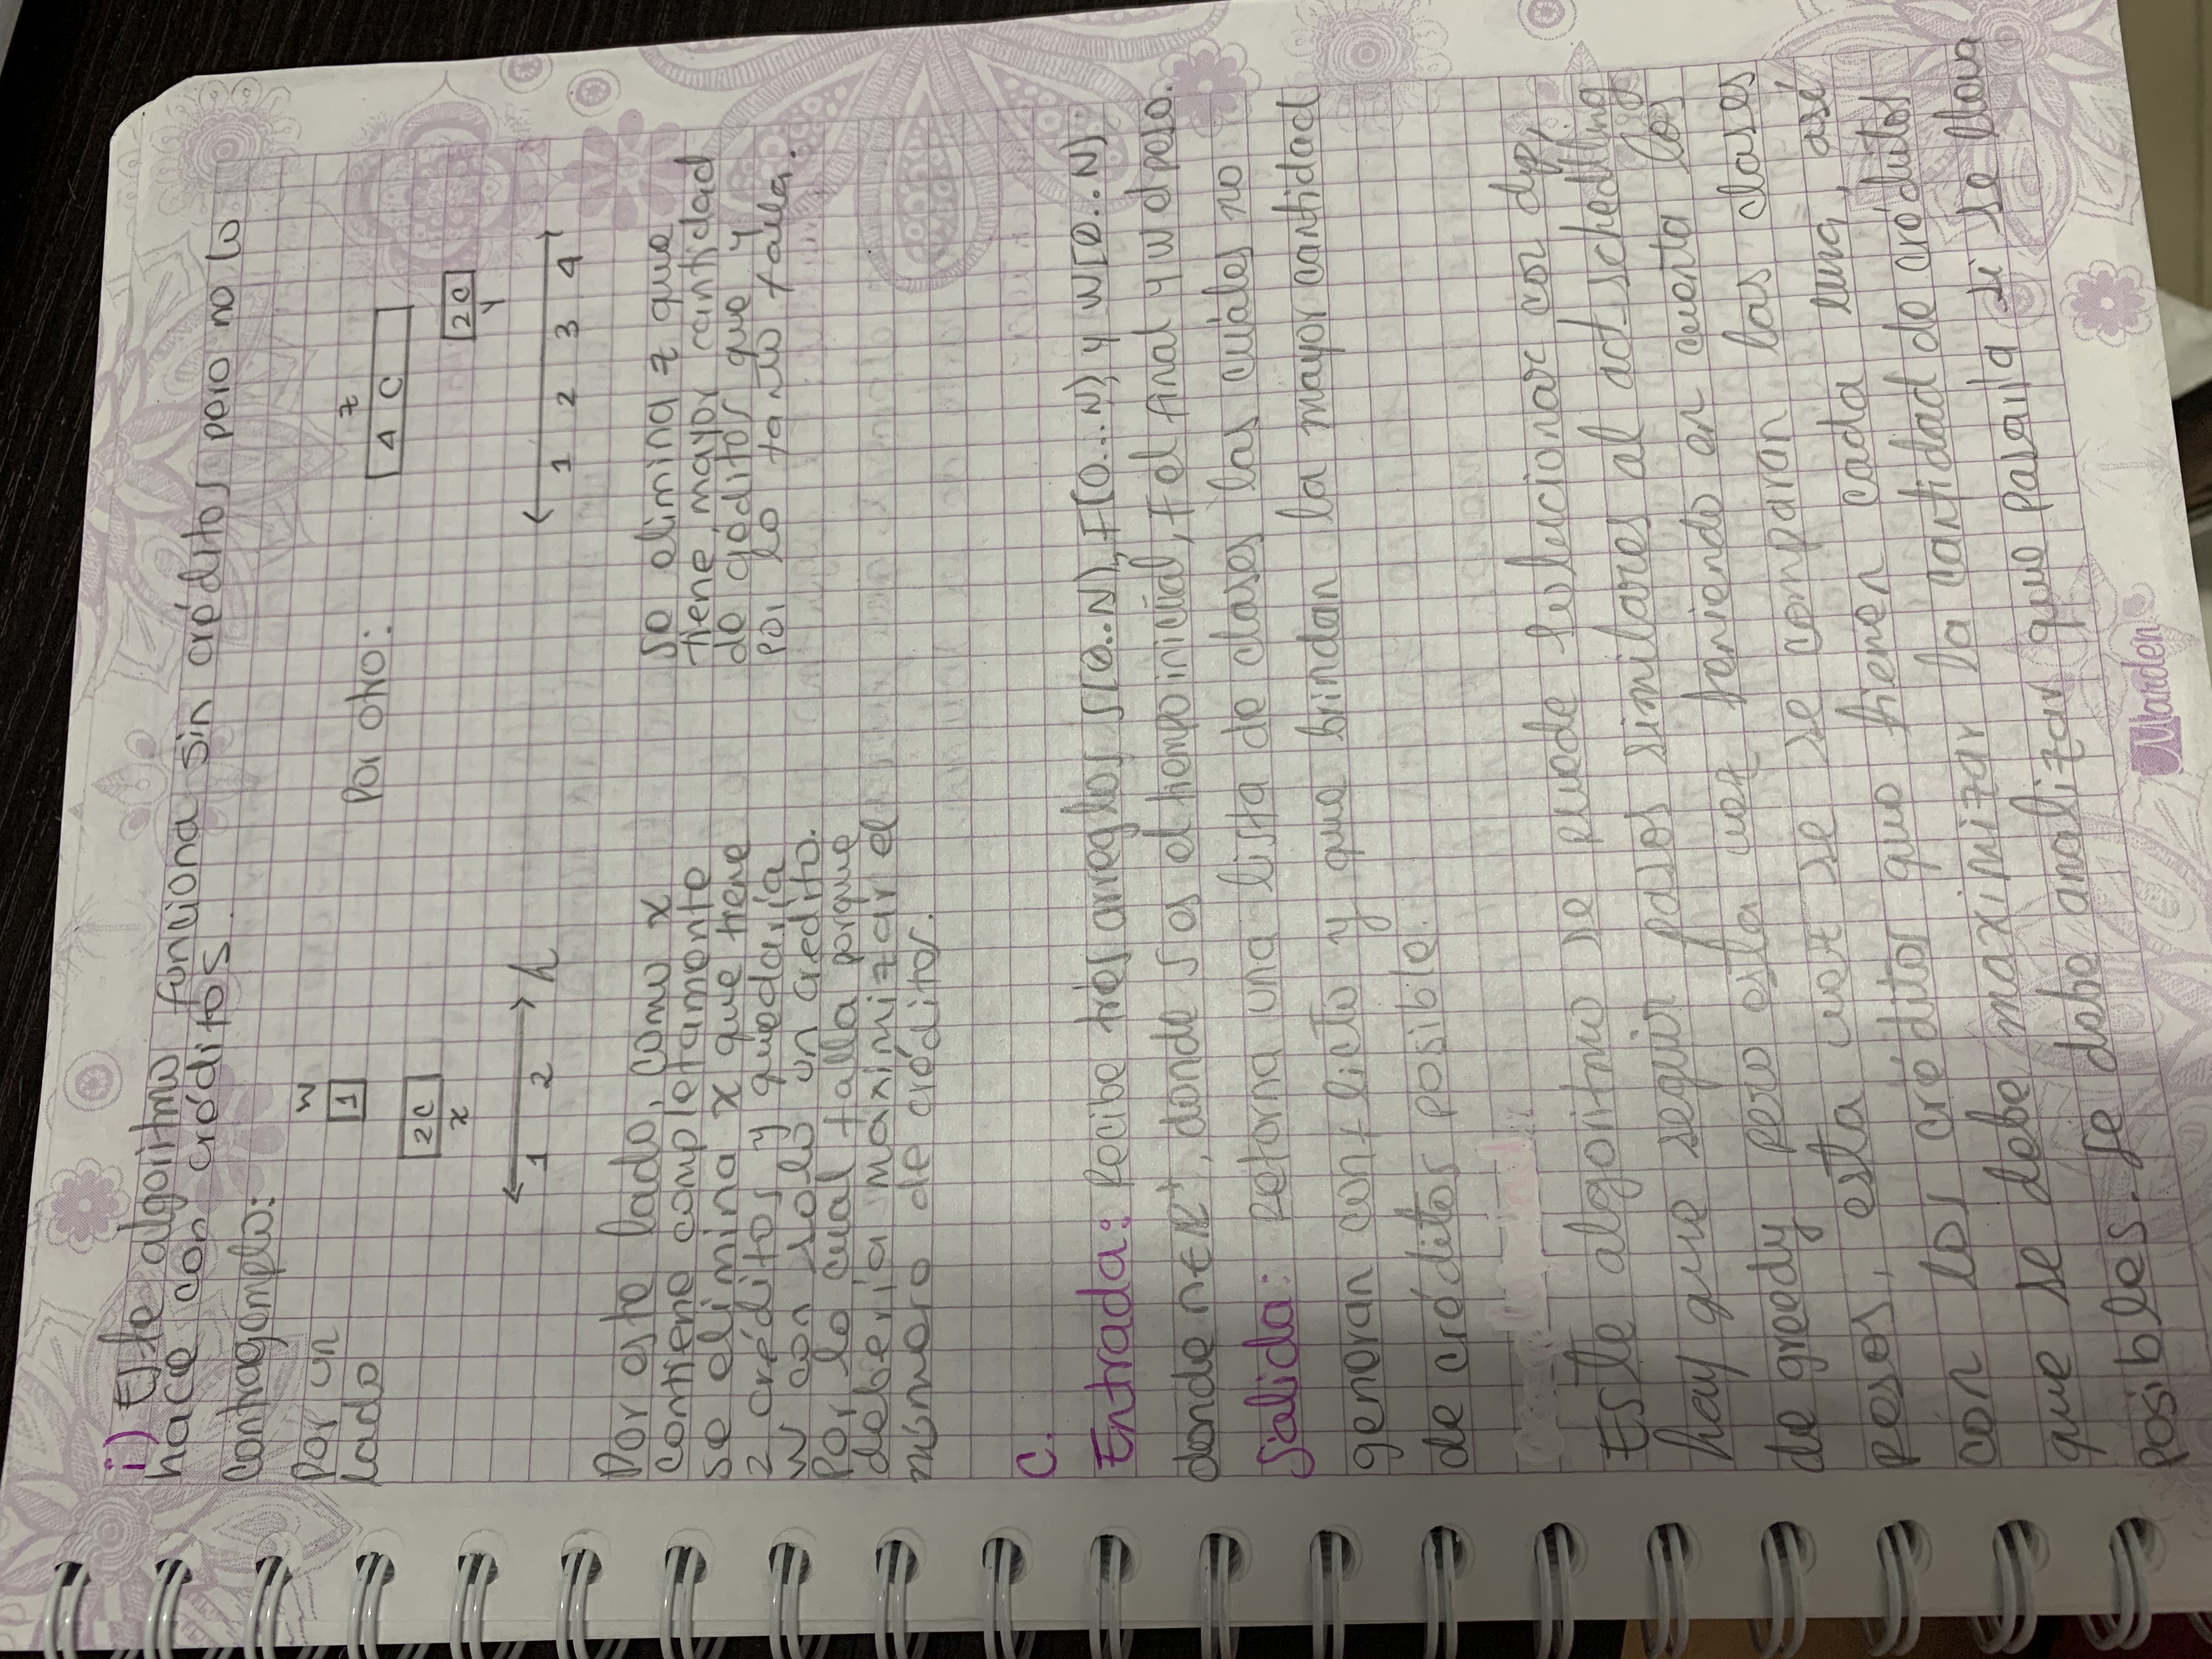 i) Este algoritmo funciona sin créditos pero no lo
hace con créditos.
Contraejemplo:
Por un
lado
W
1
2C
x
1 2 h
Por otro:
z
4 C
2C
y
1 2 3 4
Por este lado, como x
contiene completamente
se elimina x que tiene
2 créditos y quedaría
W con solo un credito.
Por lo cual falla porque
debería maximizar el
número de créditos.
se elimina z que
tiene mayor cantidad
de créditos que y
por lo tanto falla.
C.
Entrada: Recibe tres arreglos S[0..N), F[0...N) y W[0..N)
donde n∈R⁺, donde S es el tiempo inicial, F el final y W el peso.
Salida: Retorna una lista de clases las cuáles no
generan conflicto y que brindan la mayor cantidad
de créditos posible.
Este algoritmo se puede solucionar con dyp,
hay que seguir pasos similares al act_schedlling
de greedy pero esta vez teniendo en cuenta los
pesos, esta vez se se comparan las clases
con los créditos que tienen cada una, asé
que se debe maximizar la cantidad de créditos
posibles. Se debe analizar que pasaría si se lleva
Marden